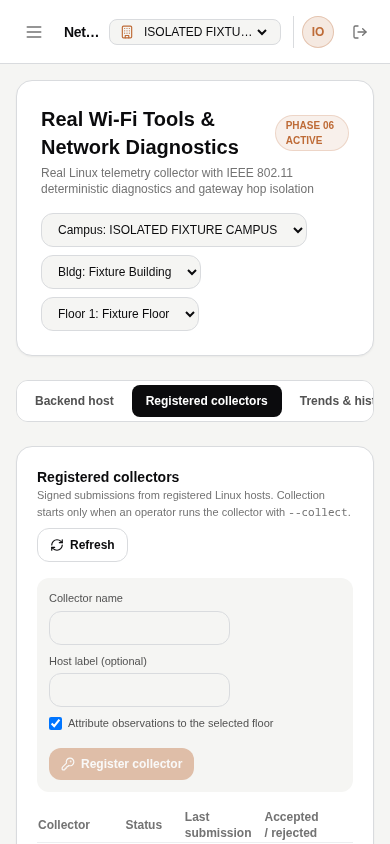 Net…
ISOLATED FIXTU…
IO
Real Wi-Fi Tools &
Network Diagnostics
PHASE 06
ACTIVE
Real Linux telemetry collector with IEEE 802.11
deterministic diagnostics and gateway hop isolation
Campus: ISOLATED FIXTURE CAMPUS
Bldg: Fixture Building
Floor 1: Fixture Floor
Backend host
Registered collectors
Trends &
Registered collectors
Signed submissions from registered Linux hosts. Collection
starts only when an operator runs the collector with --collect.
Refresh
Collector name
Host label (optional)
Attribute observations to the selected floor
Register collector
Collector
Status
Last
submission
Accepted
/ rejected